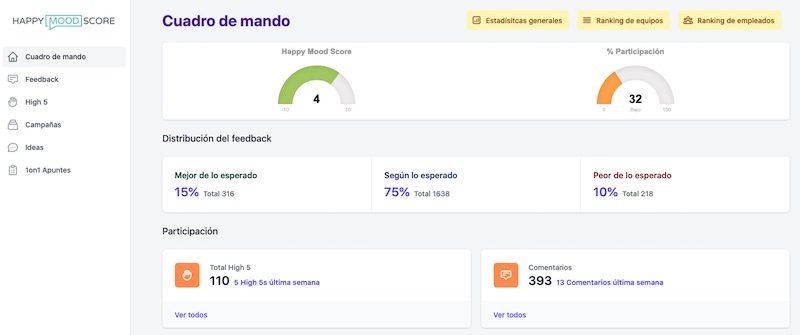 HAPPY MOOD SCORE
Cuadro de mando
Estadísitcas generales
Ranking de equipos
Ranking de empleados
Cuadro de mando
Feedback
High 5
Campañas
Ideas
1on1 Apuntes
Happy Mood Score
4
-10
10
% Participación
32
0
Bajo
100
Distribución del feedback
Mejor de lo esperado
15% Total 316
Según lo esperado
75% Total 1638
Peor de lo esperado
10% Total 218
Participación
Total High 5
110 5 High 5s última semana
Ver todos
Comentarios
393 13 Comentarios última semana
Ver todos